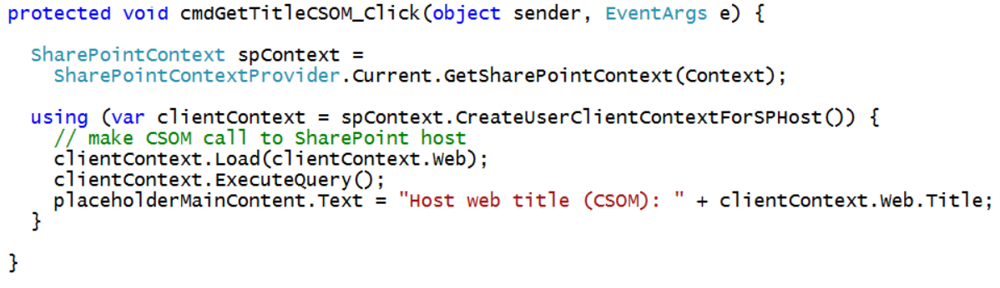 protected void cmdGetTitleCSOM_Click(object sender, EventArgs e) {
SharePointContext spContext =
SharePointContextProvider.Current.GetSharePointContext(Context);
using (var clientContext = spContext.CreateUserClientContextForSPHost()) {
// make CSOM call to SharePoint host
clientContext.Load(clientContext.Web);
clientContext.ExecuteQuery();
placeholderMainContent.Text = "Host web title (CSOM): " + clientContext.Web.Title;
}
}